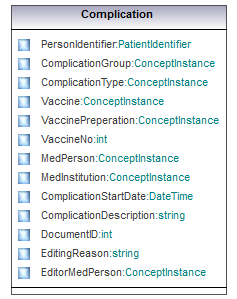 Complication
PersonIdentifier:PatientIdentifier
ComplicationGroup:ConceptInstance
ComplicationType:ConceptInstance
Vaccine:ConceptInstance
VaccinePreperation:ConceptInstance
VaccineNo:int
MedPerson:ConceptInstance
MedInstitution:ConceptInstance
ComplicationStartDate:DateTime
ComplicationDescription:string
DocumentID:int
EditingReason:string
EditorMedPerson:ConceptInstance